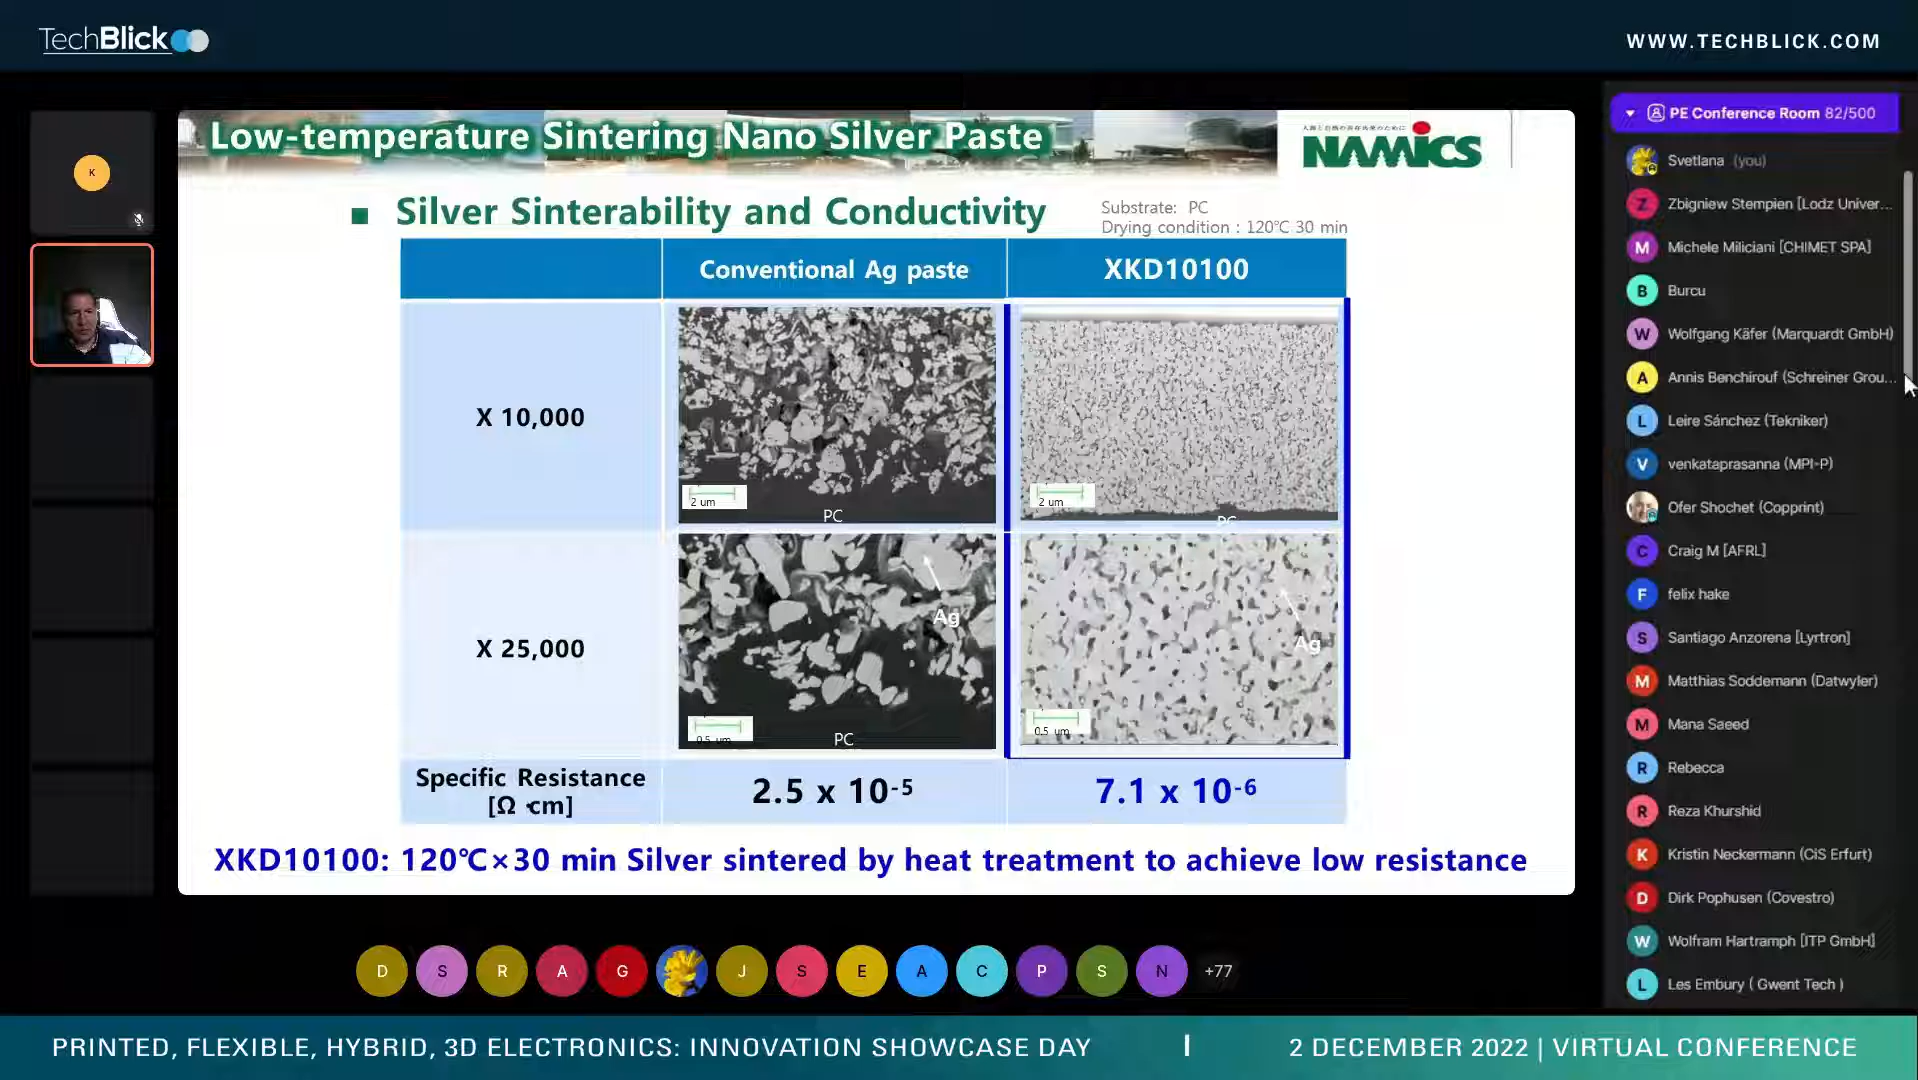 TechBlick
WWW.TECHBLICK.COM
K
Low-temperature Sintering Nano Silver Paste
NAMICS
■ Silver Sinterability and Conductivity
Substrate: PC
Drying condition : 120℃ 30 min
Conventional Ag paste
XKD10100
X 10,000
2 um
PC
2 um
PC
X 25,000
Ag
0.5 um
PC
Ag
0.5 um
Specific Resistance
[Ω·cm]
2.5 x 10-5
7.1 x 10-6
XKD10100: 120℃×30 min Silver sintered by heat treatment to achieve low resistance
PE Conference Room 82/500
Svetlana (you)
Z Zbigniew Stempien [Lodz Univer...
M Michele Miliciani [CHIMET SPA]
B Burcu
W Wolfgang Käfer (Marquardt GmbH)
A Annis Benchirouf (Schreiner Grou...
L Leire Sánchez (Tekniker)
V venkataprasanna (MPI-P)
Ofer Shochet (Copprint)
C Craig M [AFRL]
F felix hake
S Santiago Anzorena [Lyrtron]
M Matthias Soddemann (Datwyler)
M Mana Saeed
R Rebecca
R Reza Khurshid
K Kristin Neckermann (CiS Erfurt)
D Dirk Pophusen (Covestro)
W Wolfram Hartramph [ITP GmbH]
L Les Embury ( Gwent Tech )
D S R A G J S E A C P S N +77
PRINTED, FLEXIBLE, HYBRID, 3D ELECTRONICS: INNOVATION SHOWCASE DAY | 2 DECEMBER 2022 | VIRTUAL CONFERENCE